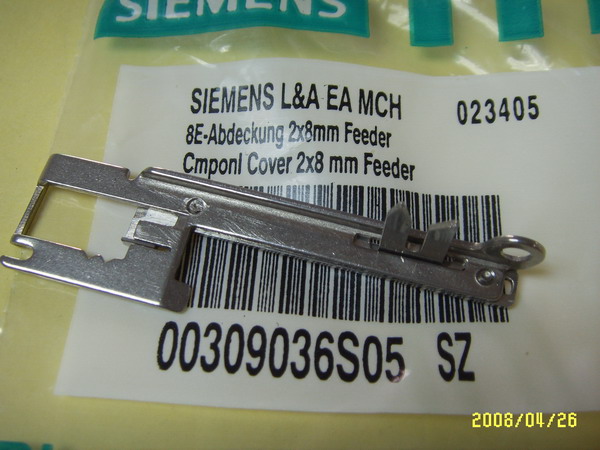 SIEMENS
SIEMENS L&A EA MCH 023405
8E-Abdeckung 2x8mm Feeder
Cmponl Cover 2x8 mm Feeder
00309036S05 SZ
2008/04/26